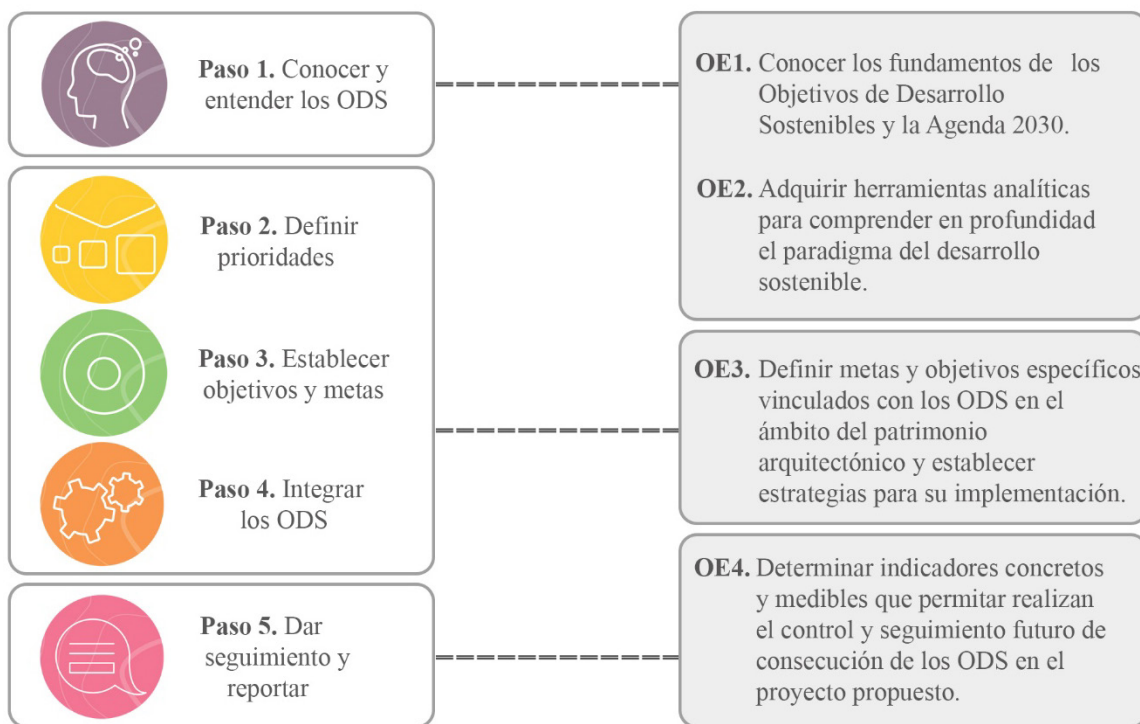 Paso 1. Conocer y
entender los ODS
Paso 2. Definir
prioridades
Paso 3. Establecer
objetivos y metas
Paso 4. Integrar
los ODS
Paso 5. Dar
seguimiento y
reportar
OE1. Conocer los fundamentos de los
Objetivos de Desarrollo
Sostenibles y la Agenda 2030.
OE2. Adquirir herramientas analíticas
para comprender en profundidad
el paradigma del desarrollo
sostenible.
OE3. Definir metas y objetivos específicos
vinculados con los ODS en el
ámbito del patrimonio
arquitectónico y establecer
estrategias para su implementación.
OE4. Determinar indicadores concretos
y medibles que permitar realizan
el control y seguimiento futuro de
consecución de los ODS en el
proyecto propuesto.